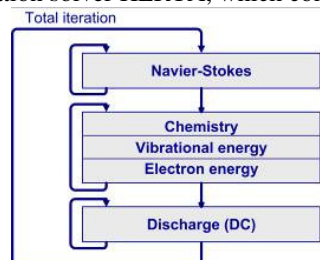 Total iteration
Navier-Stokes
Chemistry
Vibrational energy
Electron energy
Discharge (DC)